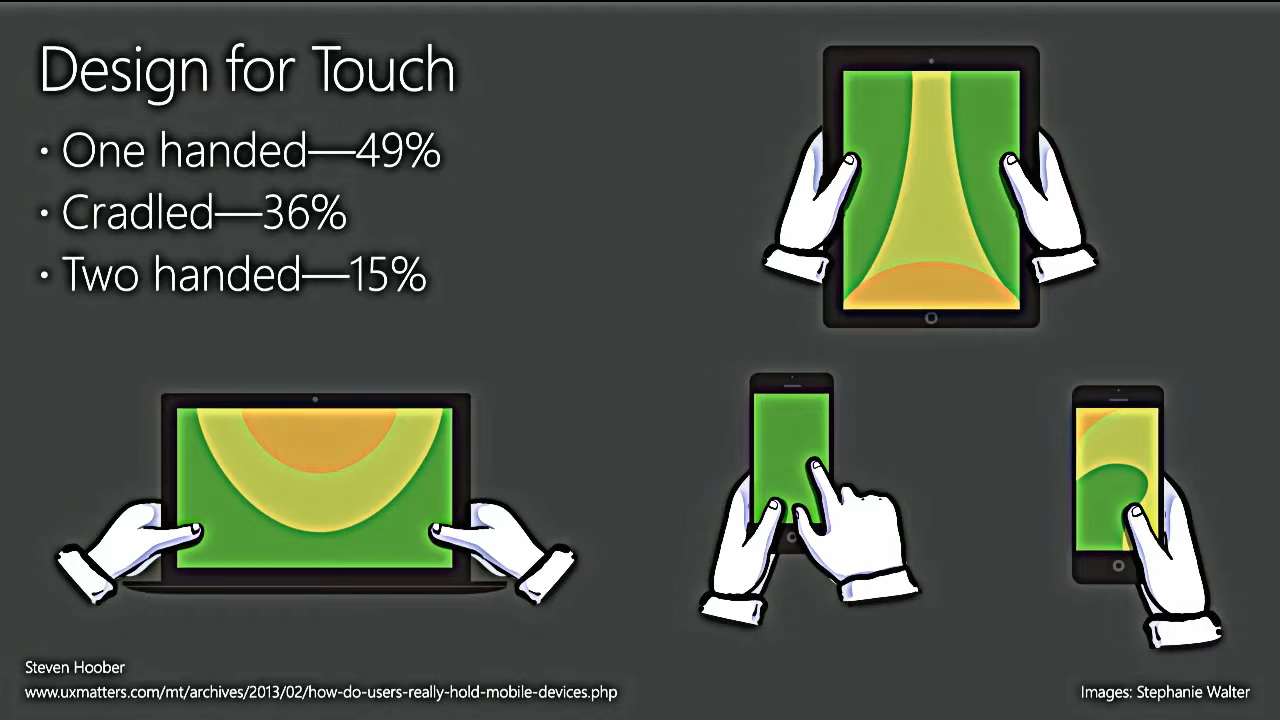 Design for Touch
• One handed—49%
• Cradled—36%
• Two handed—15%
Steven Hoober
www.uxmatters.com/mt/archives/2013/02/how-do-users-really-hold-mobile-devices.php
Images: Stephanie Walter